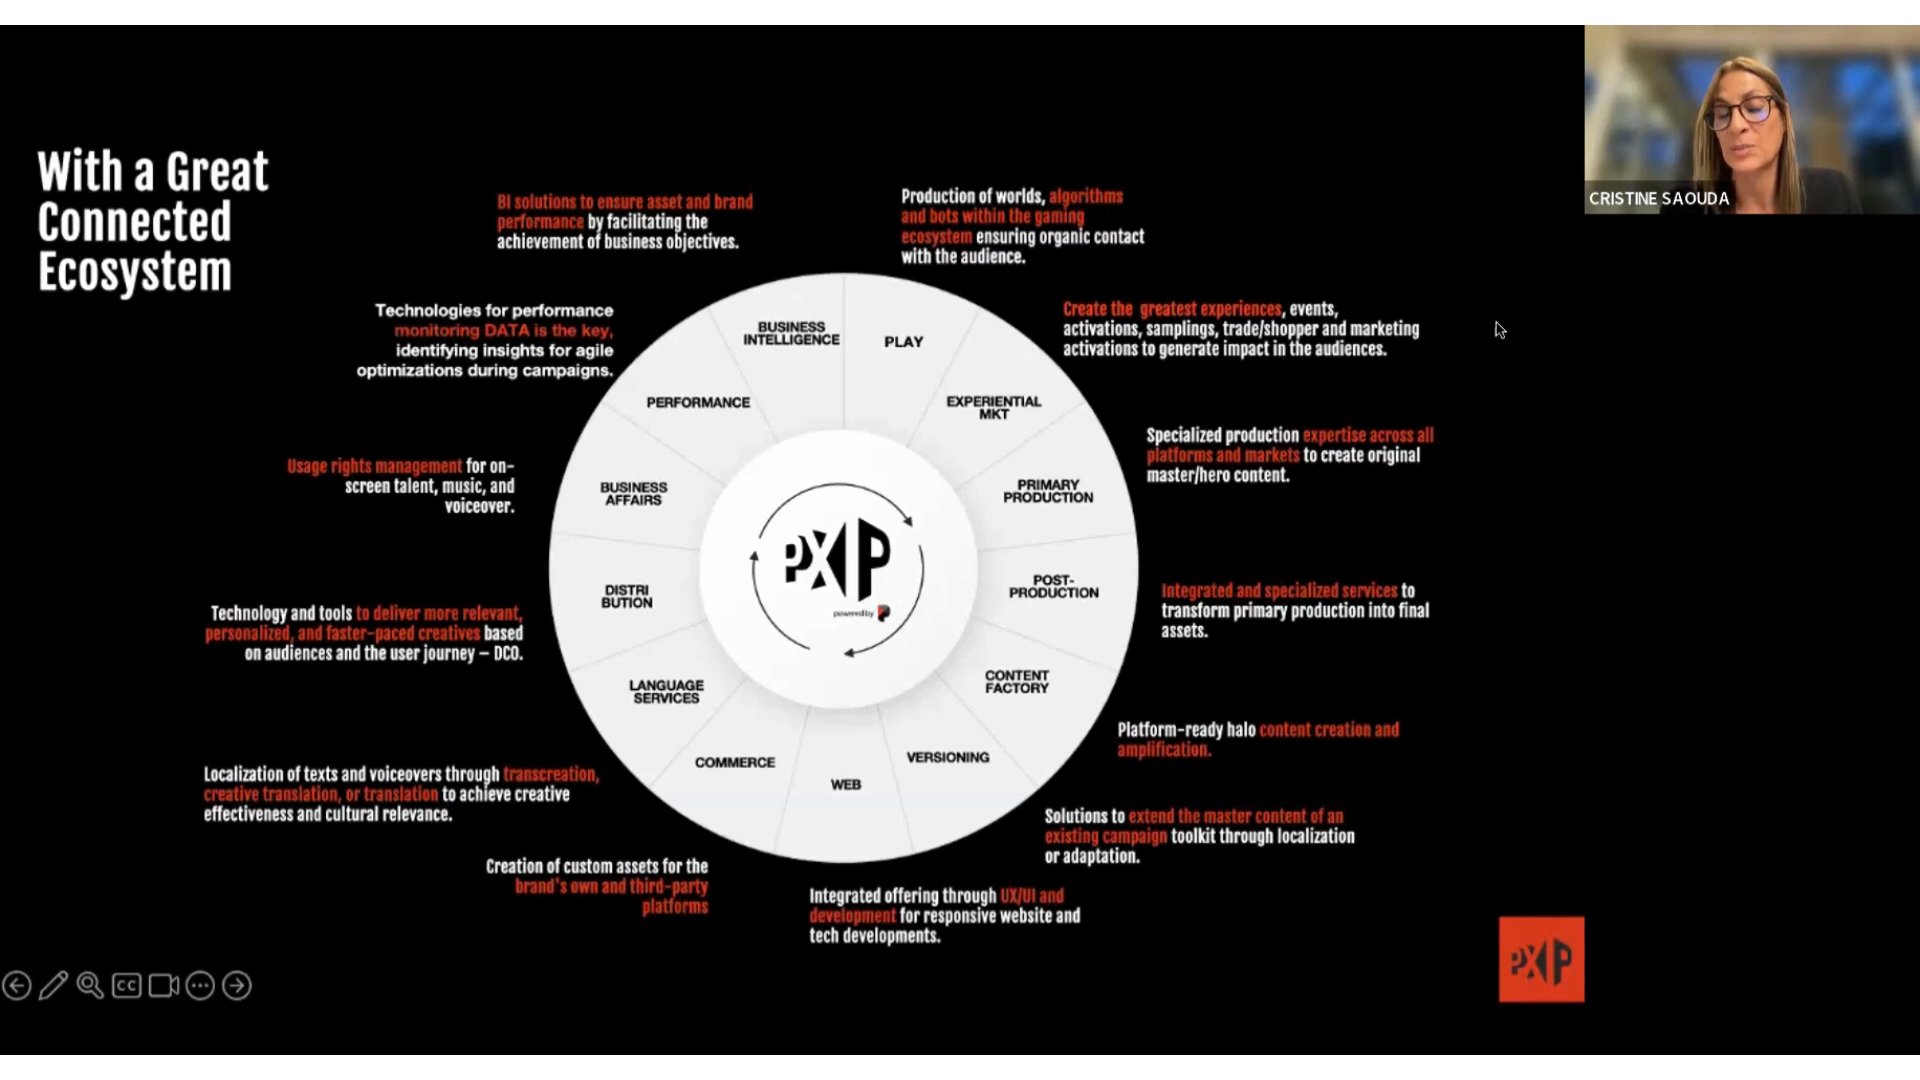 CRISTINE SAOUDA
With a Great
Connected
Ecosystem
BI solutions to ensure asset and brand
performance by facilitating the
achievement of business objectives.
Production of worlds, algorithms
and bots within the gaming
ecosystem ensuring organic contact
with the audience.
Technologies for performance
monitoring DATA is the key,
identifying insights for agile
optimizations during campaigns.
Create the greatest experiences, events,
activations, samplings, trade/shopper and marketing
activations to generate impact in the audiences.
Usage rights management for on-
screen talent, music, and
voiceover.
Specialized production expertise across all
platforms and markets to create original
master/hero content.
Technology and tools to deliver more relevant,
personalized, and faster-paced creatives based
on audiences and the user journey – DCO.
Integrated and specialized services to
transform primary production into final
assets.
Localization of texts and voiceovers through transcreation,
creative translation, or translation to achieve creative
effectiveness and cultural relevance.
Platform-ready halo content creation and
amplification.
Creation of custom assets for the
brand's own and third-party
platforms
Solutions to extend the master content of an
existing campaign toolkit through localization
or adaptation.
Integrated offering through UX/UI and
development for responsive website and
tech developments.
BUSINESS
INTELLIGENCE
PLAY
EXPERIENTIAL
MKT
PRIMARY
PRODUCTION
POST-
PRODUCTION
CONTENT
FACTORY
VERSIONING
WEB
COMMERCE
LANGUAGE
SERVICES
DISTRI
BUTION
BUSINESS
AFFAIRS
PERFORMANCE
PXP
powered by P
PXP
CC